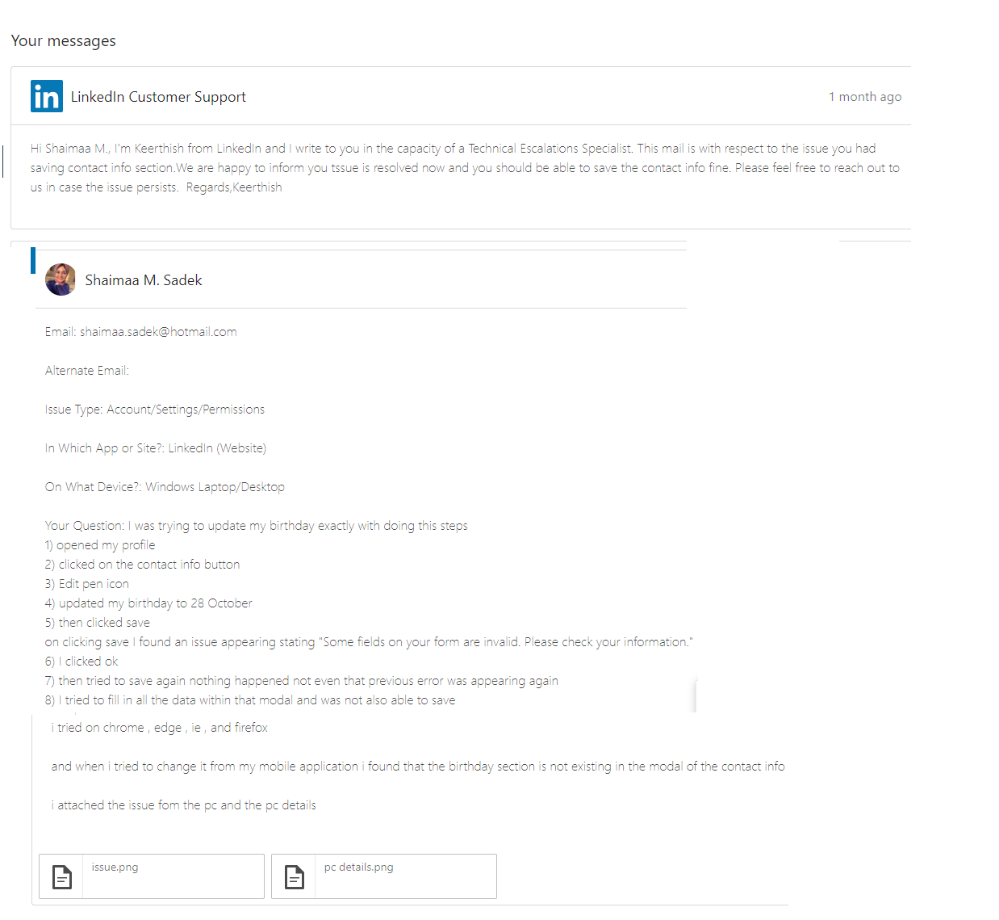 Your messages
in LinkedIn Customer Support 1 month ago
Hi Shaimaa M., I'm Keerthish from LinkedIn and I write to you in the capacity of a Technical Escalations Specialist. This mail is with respect to the issue you had
saving contact info section.We are happy to inform you tssue is resolved now and you should be able to save the contact info fine. Please feel free to reach out to
us in case the issue persists.  Regards,Keerthish
Shaimaa M. Sadek
Email: shaimaa.sadek@hotmail.com
Alternate Email:
Issue Type: Account/Settings/Permissions
In Which App or Site?: LinkedIn (Website)
On What Device?: Windows Laptop/Desktop
Your Question: I was trying to update my birthday exactly with doing this steps
1) opened my profile
2) clicked on the contact info button
3) Edit pen icon
4) updated my birthday to 28 October
5) then clicked save
on clicking save I found an issue appearing stating "Some fields on your form are invalid. Please check your information."
6) I clicked ok
7) then tried to save again nothing happened not even that previous error was appearing again
8) I tried to fill in all the data within that modal and was not also able to save
i tried on chrome , edge , ie , and firefox
and when i tried to change it from my mobile application i found that the birthday section is not existing in the modal of the contact info
i attached the issue fom the pc and the pc details
issue.png
pc details.png